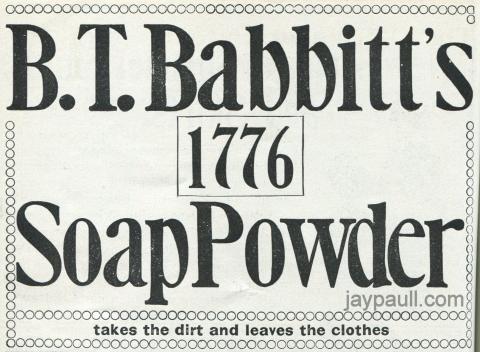 B.T. Babbitt's
1776
Soap Powder
jaypaull.com
takes the dirt and leaves the clothes